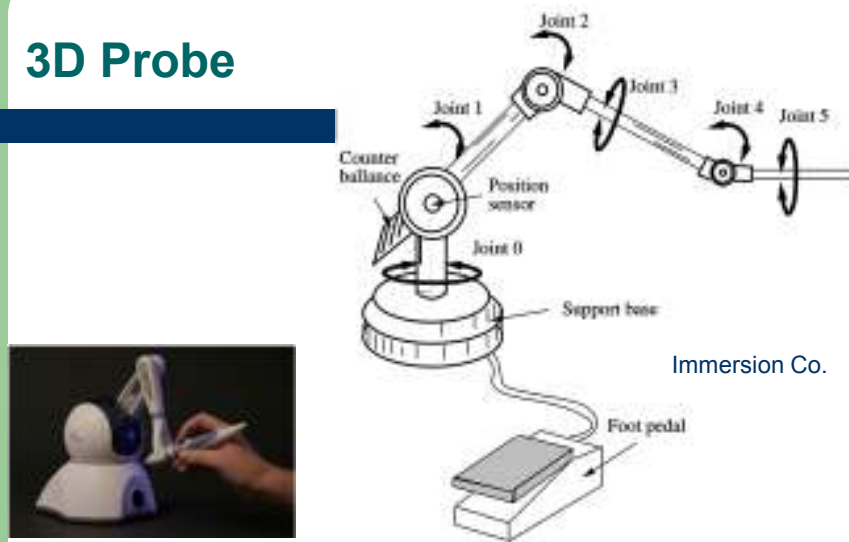 3D Probe
Joint 2
Joint 1
Joint 3
Joint 4
Joint 5
Counter
ballance
Position
sensor
Joint 0
Support base
Immersion Co.
Foot pedal